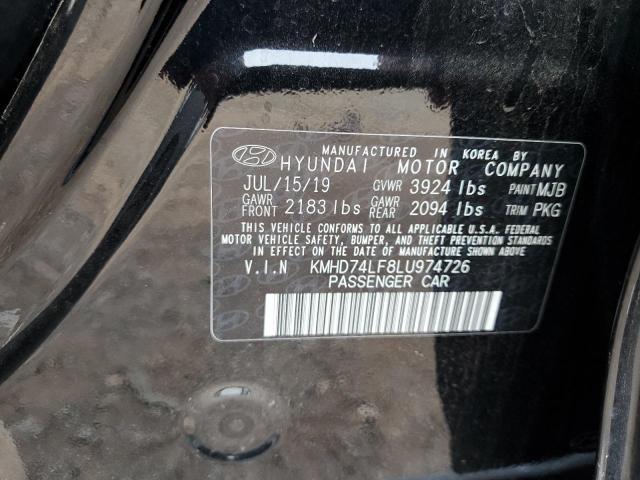 MANUFACTURED IN KOREA BY
HYUNDAI MOTOR COMPANY
JUL/15/19 GVWR 3924 lbs PAINT MJB
GAWR FRONT 2183 lbs GAWR REAR 2094 lbs TRIM PKG
THIS VEHICLE CONFORMS TO ALL APPLICABLE U.S.A. FEDERAL
MOTOR VEHICLE SAFETY, BUMPER, AND THEFT PREVENTION
STANDARDS IN EFFECT ON THE DATE OF MANUFACTURE SHOWN ABOVE.
V.I.N KMHD74LF8LU974726
PASSENGER CAR